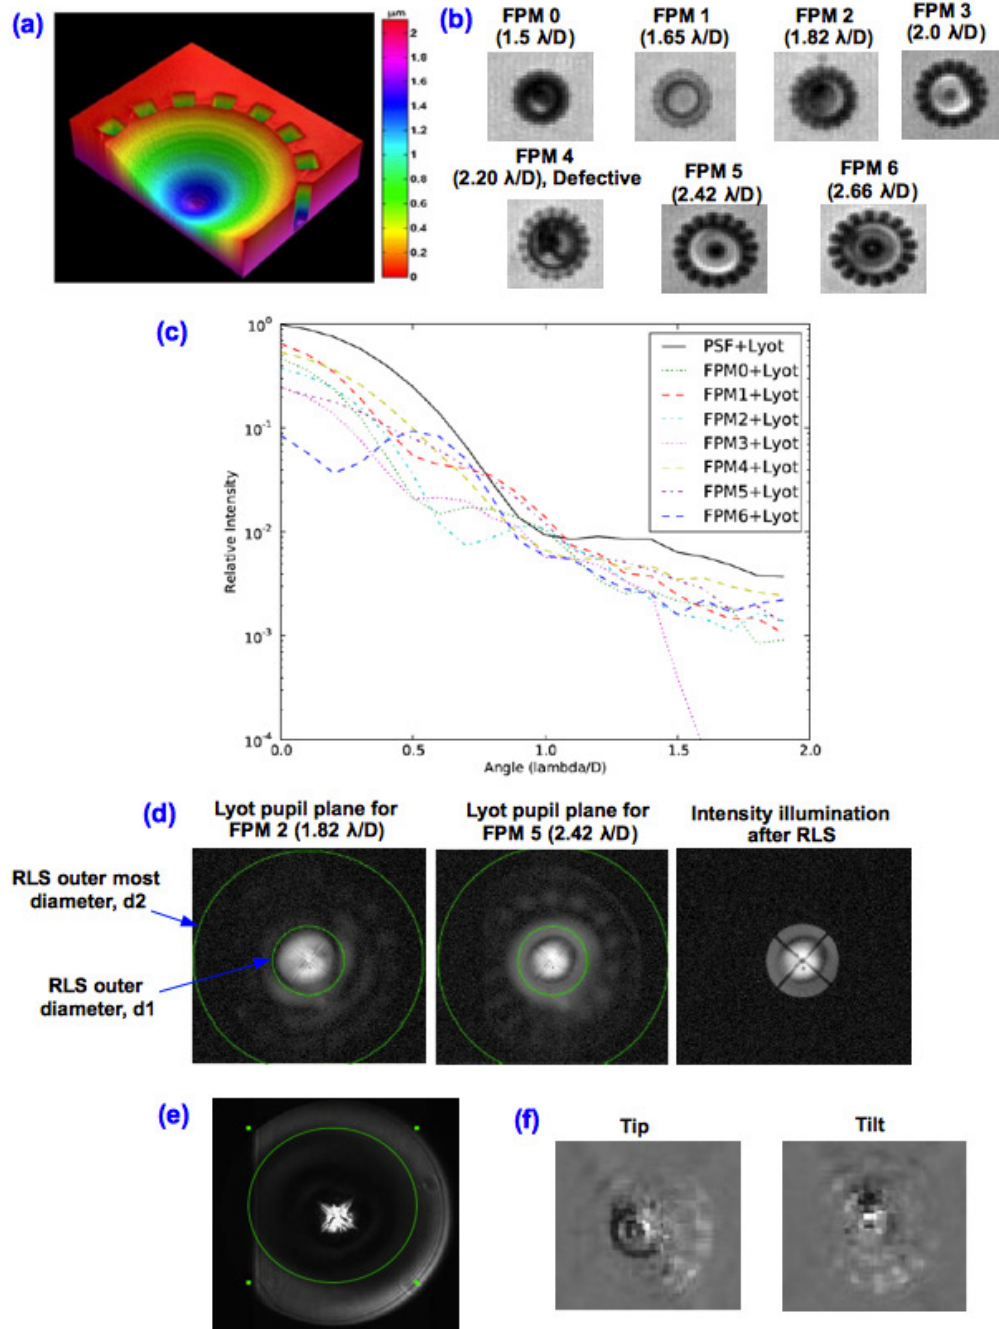 (a)
μm
2
1.8
1.6
1.4
1.2
1
0.8
0.6
0.4
0.2
0
(b)
FPM 0
(1.5 λ/D)
FPM 1
(1.65 λ/D)
FPM 2
(1.82 λ/D)
FPM 3
(2.0 λ/D)
FPM 4
(2.20 λ/D), Defective
FPM 5
(2.42 λ/D)
FPM 6
(2.66 λ/D)
(c)
10⁰
10⁻¹
10⁻²
10⁻³
10⁻⁴
Relative Intensity
0.0
0.5
1.0
1.5
2.0
Angle (lambda/D)
PSF+Lyot
FPM0+Lyot
FPM1+Lyot
FPM2+Lyot
FPM3+Lyot
FPM4+Lyot
FPM5+Lyot
FPM6+Lyot
(d)
Lyot pupil plane for
FPM 2 (1.82 λ/D)
Lyot pupil plane for
FPM 5 (2.42 λ/D)
Intensity illumination
after RLS
RLS outer most
diameter, d2
RLS outer
diameter, d1
(e)
(f)
Tip
Tilt